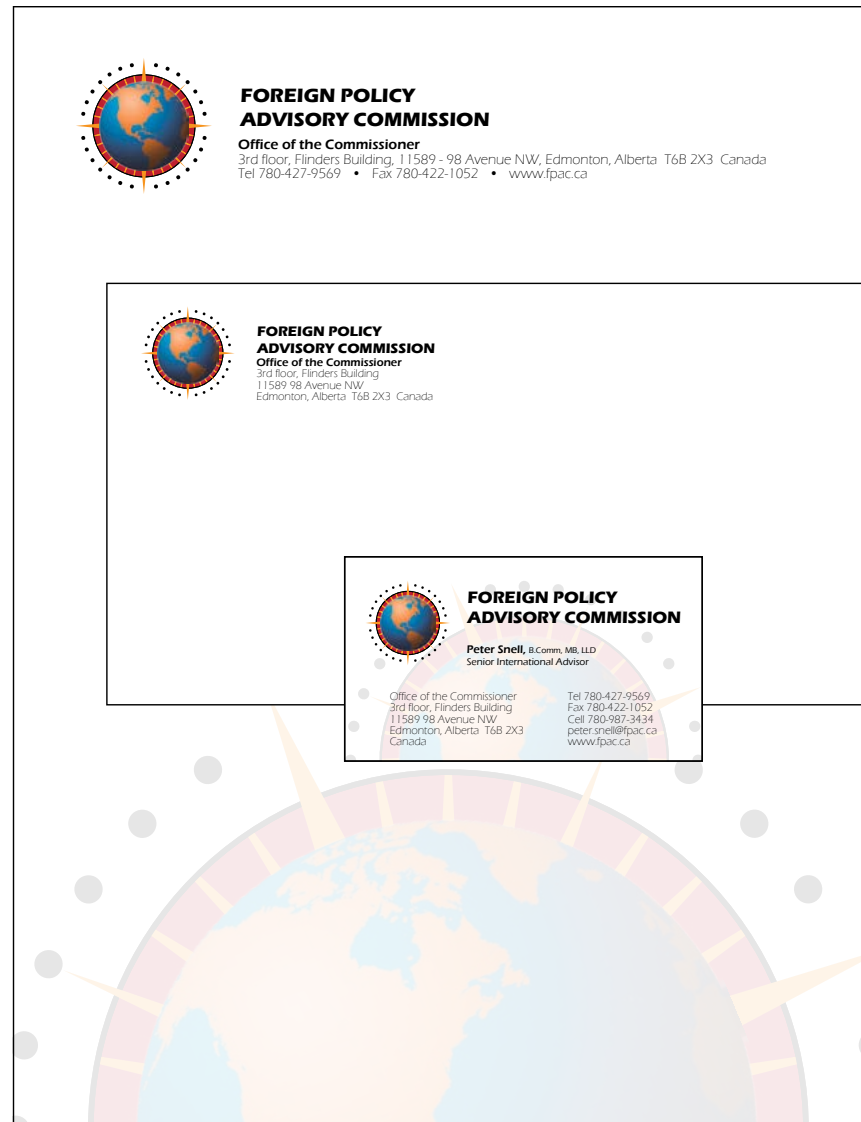 FOREIGN POLICY
ADVISORY COMMISSION
Office of the Commissioner
3rd floor, Flinders Building, 11589 - 98 Avenue NW, Edmonton, Alberta  T6B 2X3  Canada
Tel 780-427-9569  •  Fax 780-422-1052  •  www.fpac.ca
FOREIGN POLICY
ADVISORY COMMISSION
Office of the Commissioner
3rd floor, Flinders Building
11589 98 Avenue NW
Edmonton, Alberta  T6B 2X3  Canada
FOREIGN POLICY
ADVISORY COMMISSION
Peter Snell, B.Comm, MB, LLD
Senior International Advisor
Office of the Commissioner
3rd floor, Flinders Building
11589 98 Avenue NW
Edmonton, Alberta  T6B 2X3
Canada
Tel 780-427-9569
Fax 780-422-1052
Cell 780-987-3434
peter.snell@fpac.ca
www.fpac.ca